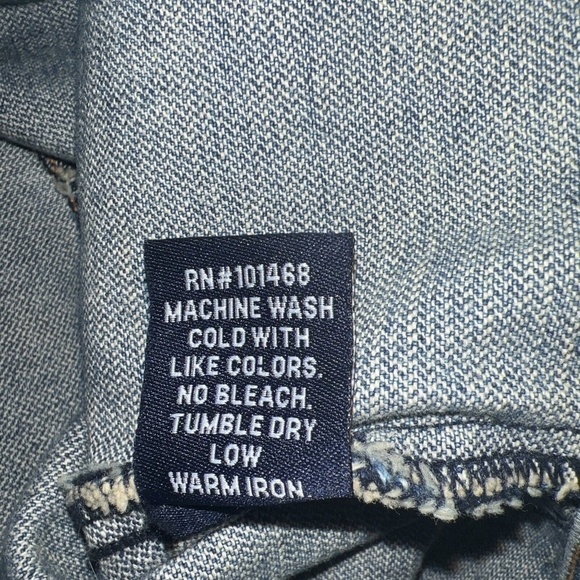 RN#101468
MACHINE WASH
COLD WITH
LIKE COLORS.
NO BLEACH.
TUMBLE DRY
LOW
WARM IRON.